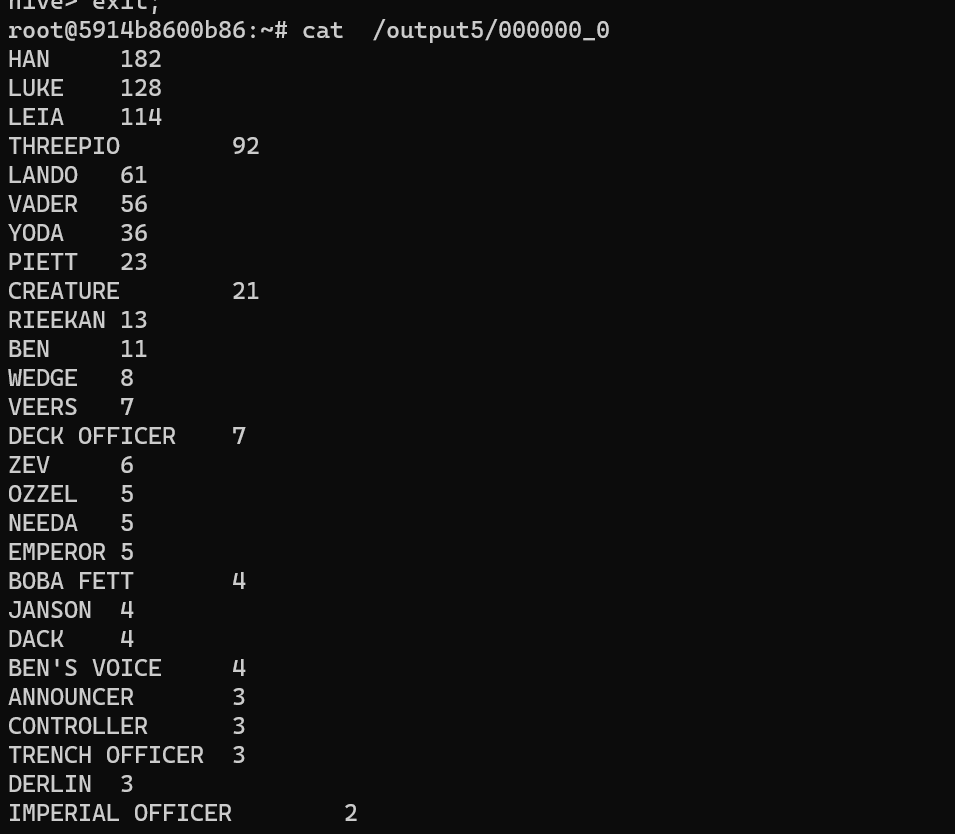 hive> exit;
root@5914b8600b86:~# cat  /output5/000000_0
HAN     182
LUKE    128
LEIA    114
THREEPIO        92
LANDO   61
VADER   56
YODA    36
PIETT   23
CREATURE        21
RIEEKAN 13
BEN     11
WEDGE   8
VEERS   7
DECK OFFICER    7
ZEV     6
OZZEL   5
NEEDA   5
EMPEROR 5
BOBA FETT       4
JANSON  4
DACK    4
BEN'S VOICE     4
ANNOUNCER       3
CONTROLLER      3
TRENCH OFFICER  3
DERLIN  3
IMPERIAL OFFICER        2